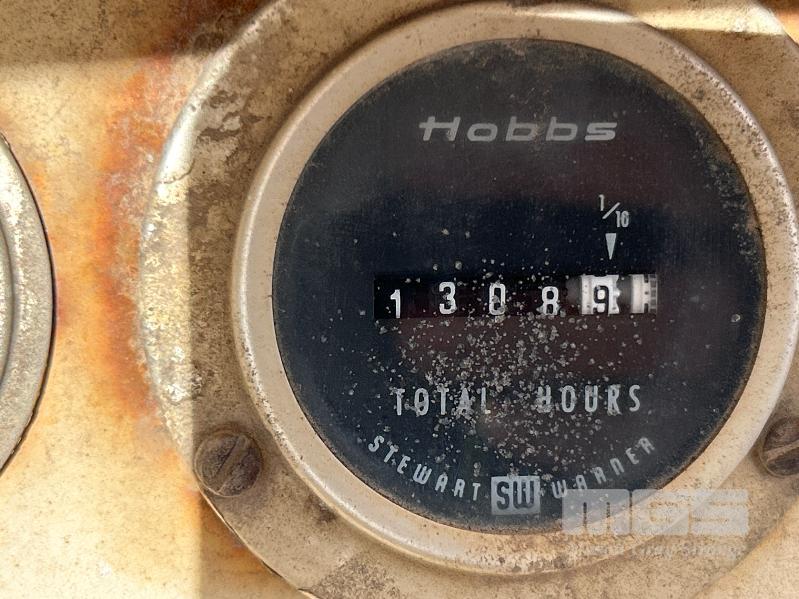 Hobbs
1/10
1 3 0 8 9
TOTAL HOURS
STEWART SW WARNER
MGS